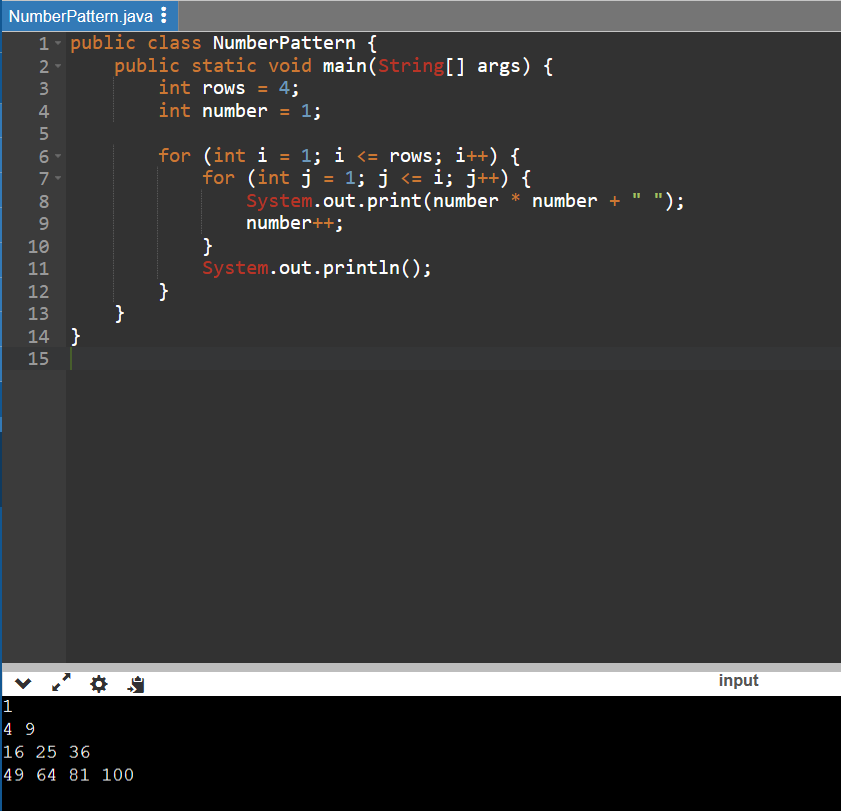 NumberPattern.java
1 public class NumberPattern {
2 public static void main(String[] args) {
3 int rows = 4;
4 int number = 1;
5
6 for (int i = 1; i <= rows; i++) {
7 for (int j = 1; j <= i; j++) {
8 System.out.print(number * number + " ");
9 number++;
10 }
11 System.out.println();
12 }
13 }
14 }
15
input
1
4 9
16 25 36
49 64 81 100